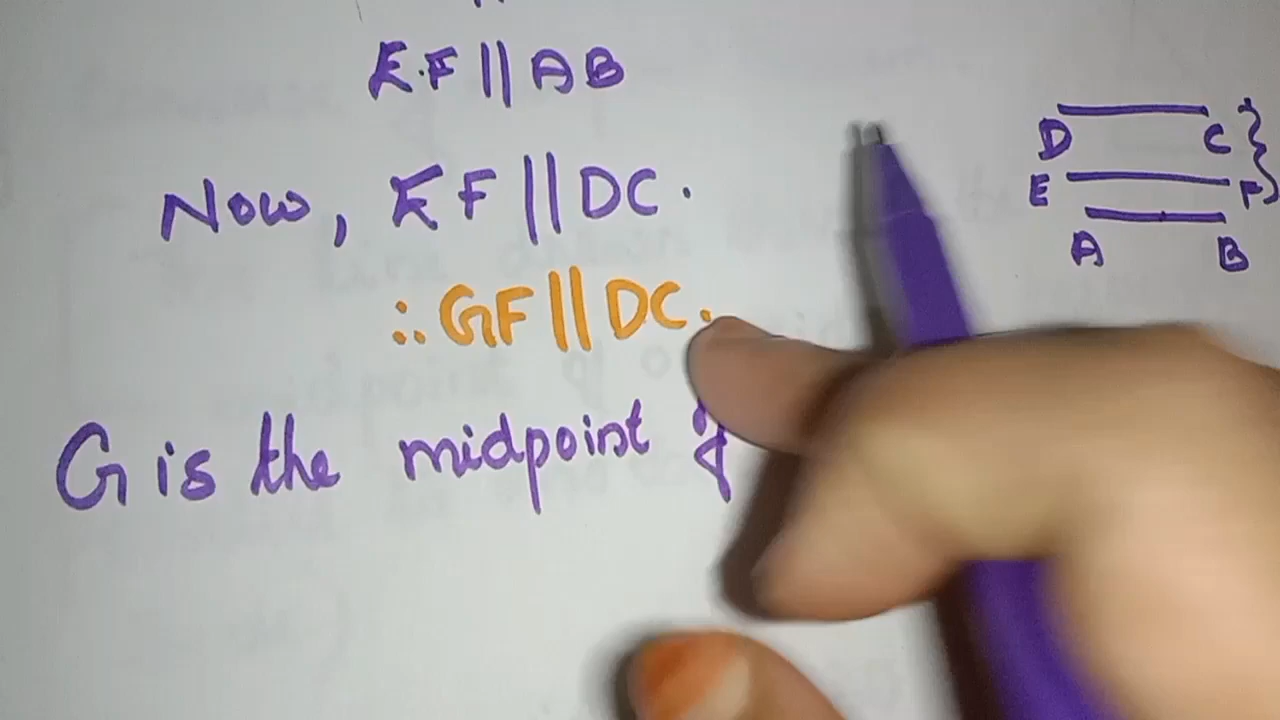 EF || AB
Now, EF || DC.
∴ GF || DC.
G is the midpoint of
D C
E F
A B